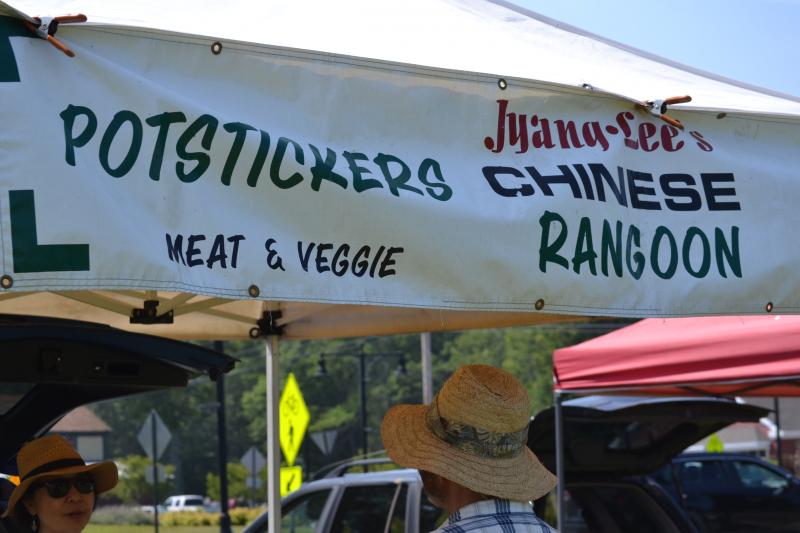 POTSTICKERS
MEAT & VEGGIE
Jyang-Lee's
CHINESE
RANGOON